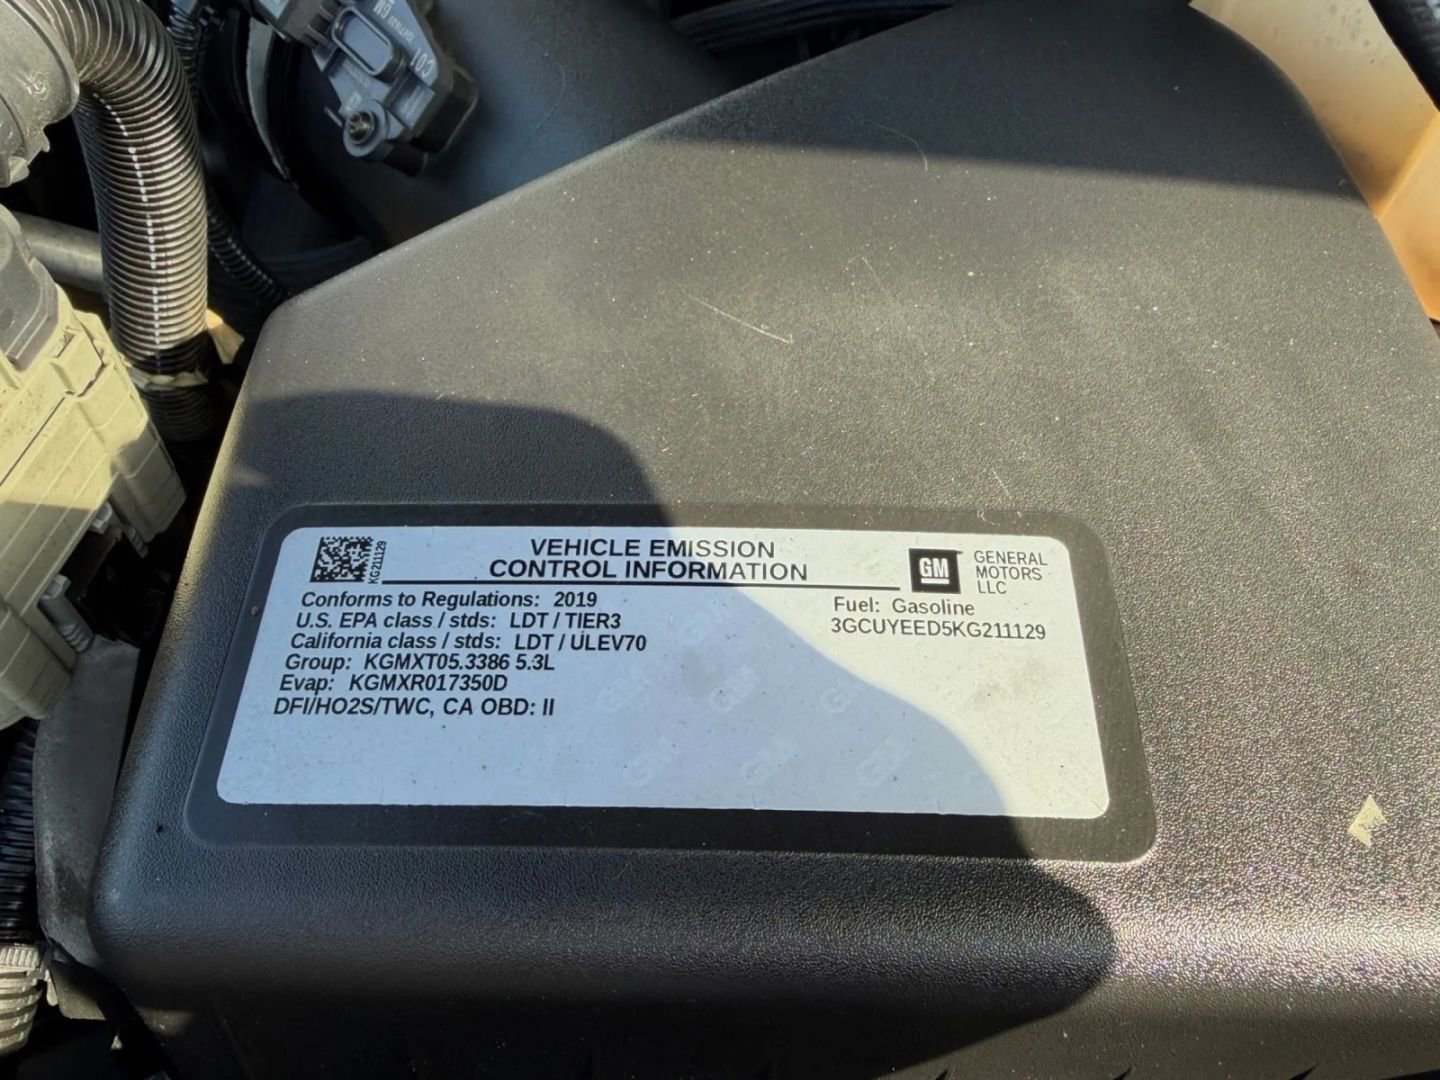 KG211129
VEHICLE EMISSION
CONTROL INFORMATION
GM
GENERAL
MOTORS
LLC
Conforms to Regulations: 2019
U.S. EPA class / stds: LDT / TIER3
California class / stds: LDT / ULEV70
Group: KGMXT05.3386 5.3L
Evap: KGMXR017350D
DFI/HO2S/TWC, CA OBD: II
Fuel: Gasoline
3GCUYEED5KG211129
GM